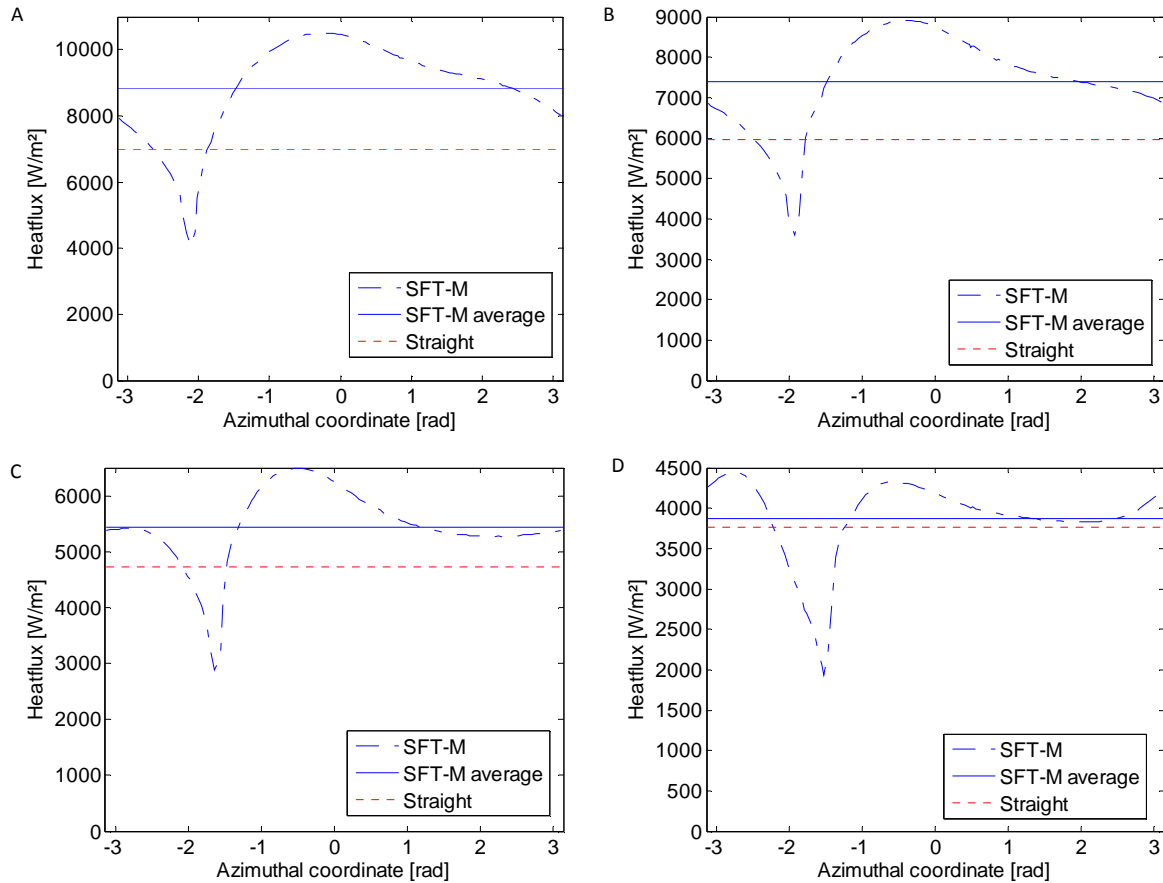 A
Heatflux [W/m²]
10000
8000
6000
4000
2000
0
SFT-M
SFT-M average
Straight
-3 -2 -1 0 1 2 3
Azimuthal coordinate [rad]
B
Heatflux [W/m²]
9000
8000
7000
6000
5000
4000
3000
2000
1000
0
SFT-M
SFT-M average
Straight
-3 -2 -1 0 1 2 3
Azimuthal coordinate [rad]
C
Heatflux [W/m²]
6000
5000
4000
3000
2000
1000
0
SFT-M
SFT-M average
Straight
-3 -2 -1 0 1 2 3
Azimuthal coordinate [rad]
D
Heatflux [W/m²]
4500
4000
3500
3000
2500
2000
1500
1000
500
0
SFT-M
SFT-M average
Straight
-3 -2 -1 0 1 2 3
Azimuthal coordinate [rad]